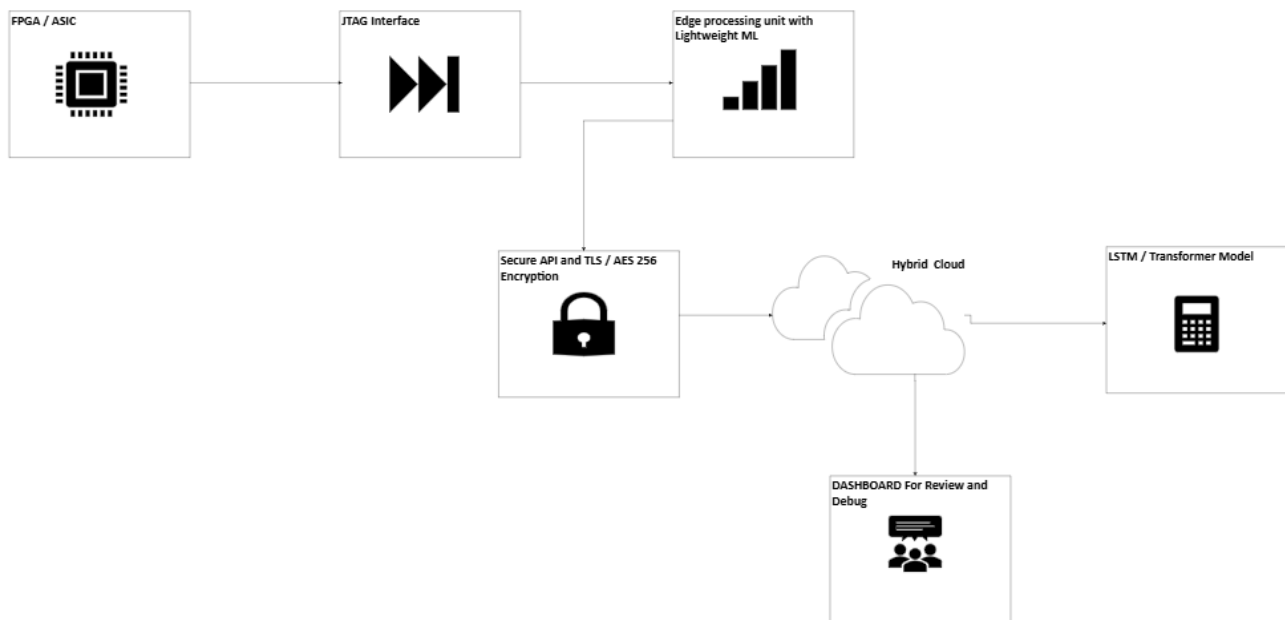 FPGA / ASIC
JTAG Interface
Edge processing unit with
Lightweight ML
Secure API and TLS / AES 256
Encryption
Hybrid Cloud
LSTM / Transformer Model
DASHBOARD For Review and
Debug